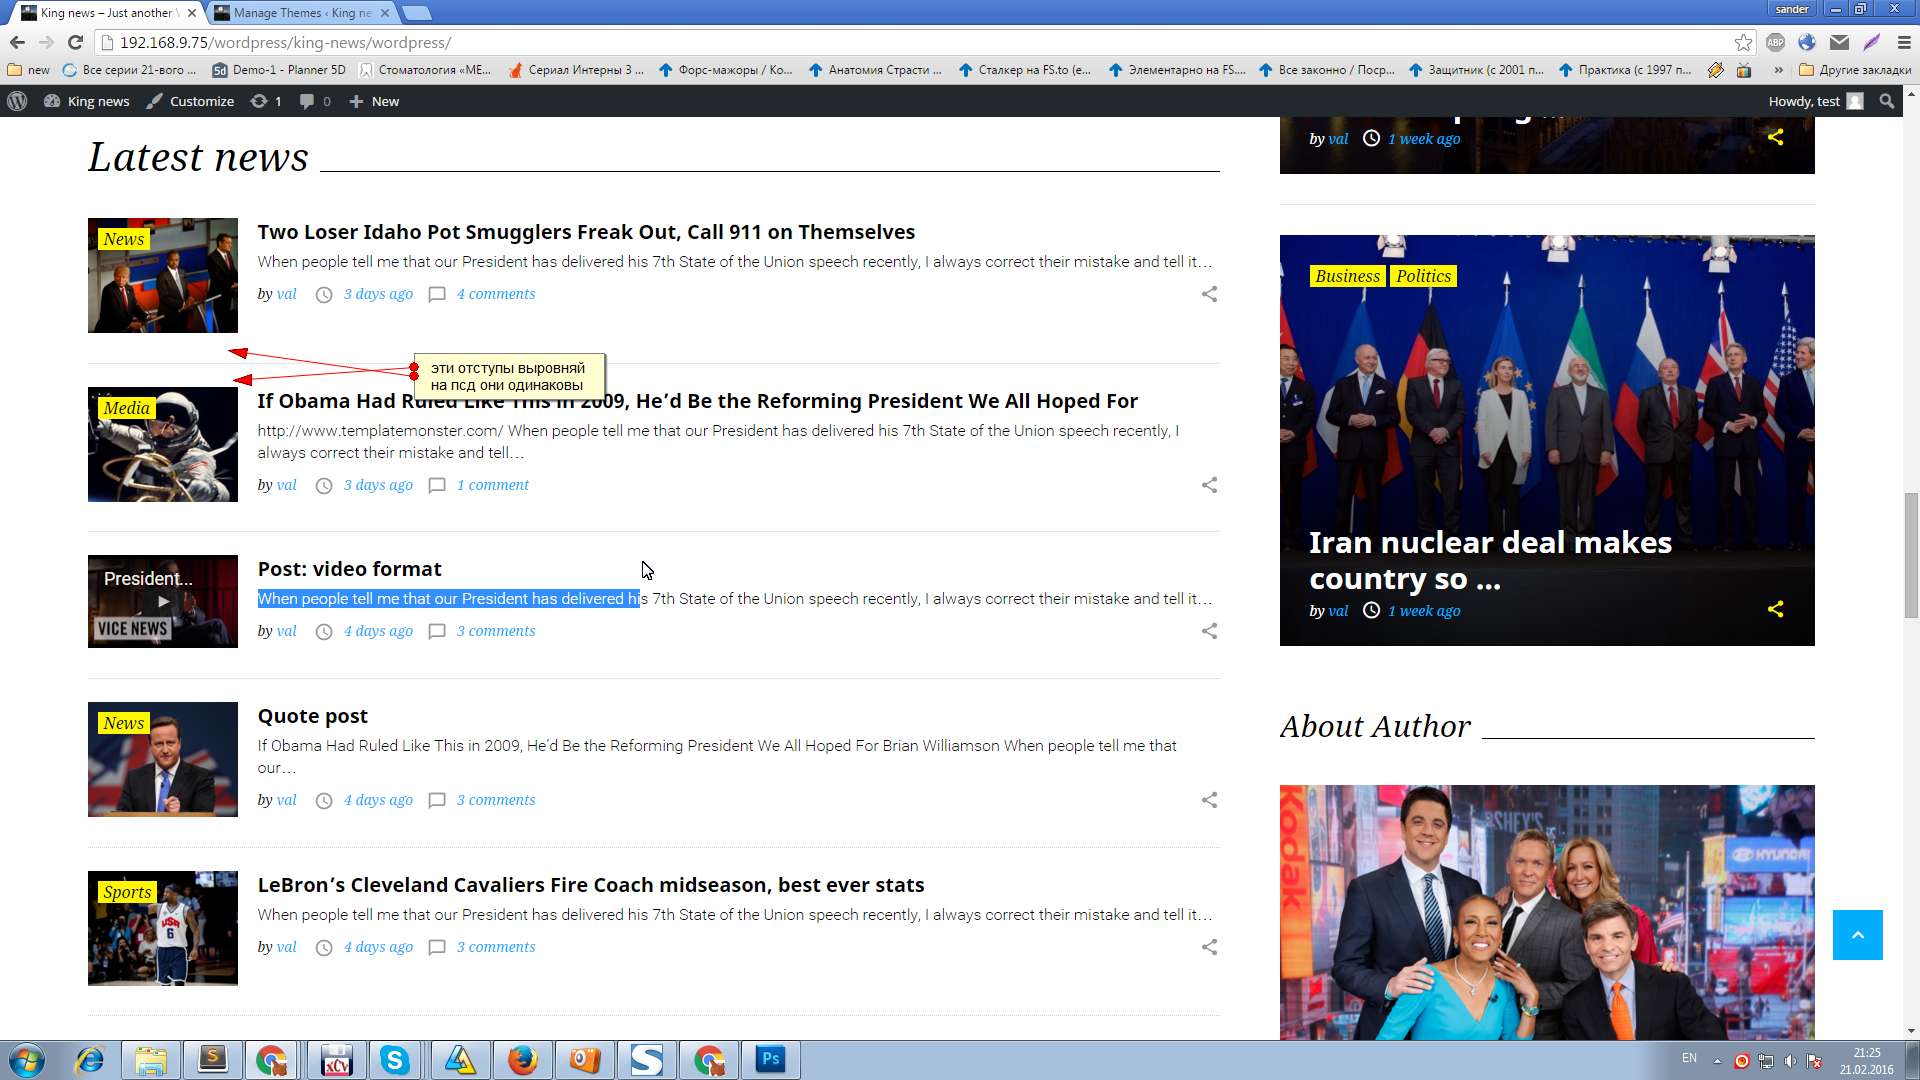 King news – Just another
Manage Themes ‹ King ne
sander
192.168.9.75/wordpress/king-news/wordpress/
ABP
new
Все серии 21-вого ...
5d
Demo-1 - Planner 5D
Стоматология «МЕ...
Сериал Интерны 3 ...
Форс-мажоры / Ко...
Анатомия Страсти ...
Сталкер на FS.to (е...
Элементарно на FS....
Все законно / Поср...
Защитник (с 2001 п...
Практика (с 1997 п...
»
Другие закладки
King news
Customize
1
0
New
Howdy, test
Latest news
News
Two Loser Idaho Pot Smugglers Freak Out, Call 911 on Themselves
When people tell me that our President has delivered his 7th State of the Union speech recently, I always correct their mistake and tell it…
by val 3 days ago 4 comments
эти отступы выровняй
на псд они одинаковы
Media
If Obama Had Ruled Like This in 2009, He’d Be the Reforming President We All Hoped For
http://www.templatemonster.com/ When people tell me that our President has delivered his 7th State of the Union speech recently, I
always correct their mistake and tell…
by val 3 days ago 1 comment
President...
VICE NEWS
Post: video format
When people tell me that our President has delivered his 7th State of the Union speech recently, I always correct their mistake and tell it…
by val 4 days ago 3 comments
News
Quote post
If Obama Had Ruled Like This in 2009, He’d Be the Reforming President We All Hoped For Brian Williamson When people tell me that
our…
by val 4 days ago 3 comments
Sports
USA
6
LeBron’s Cleveland Cavaliers Fire Coach midseason, best ever stats
When people tell me that our President has delivered his 7th State of the Union speech recently, I always correct their mistake and tell it…
by val 4 days ago 3 comments
by val 1 week ago
Business Politics
Iran nuclear deal makes
country so ...
by val 1 week ago
About Author
Kodak
HYUNDAI
S
xCv
S
S
Ps
EN
21:25
21.02.2016